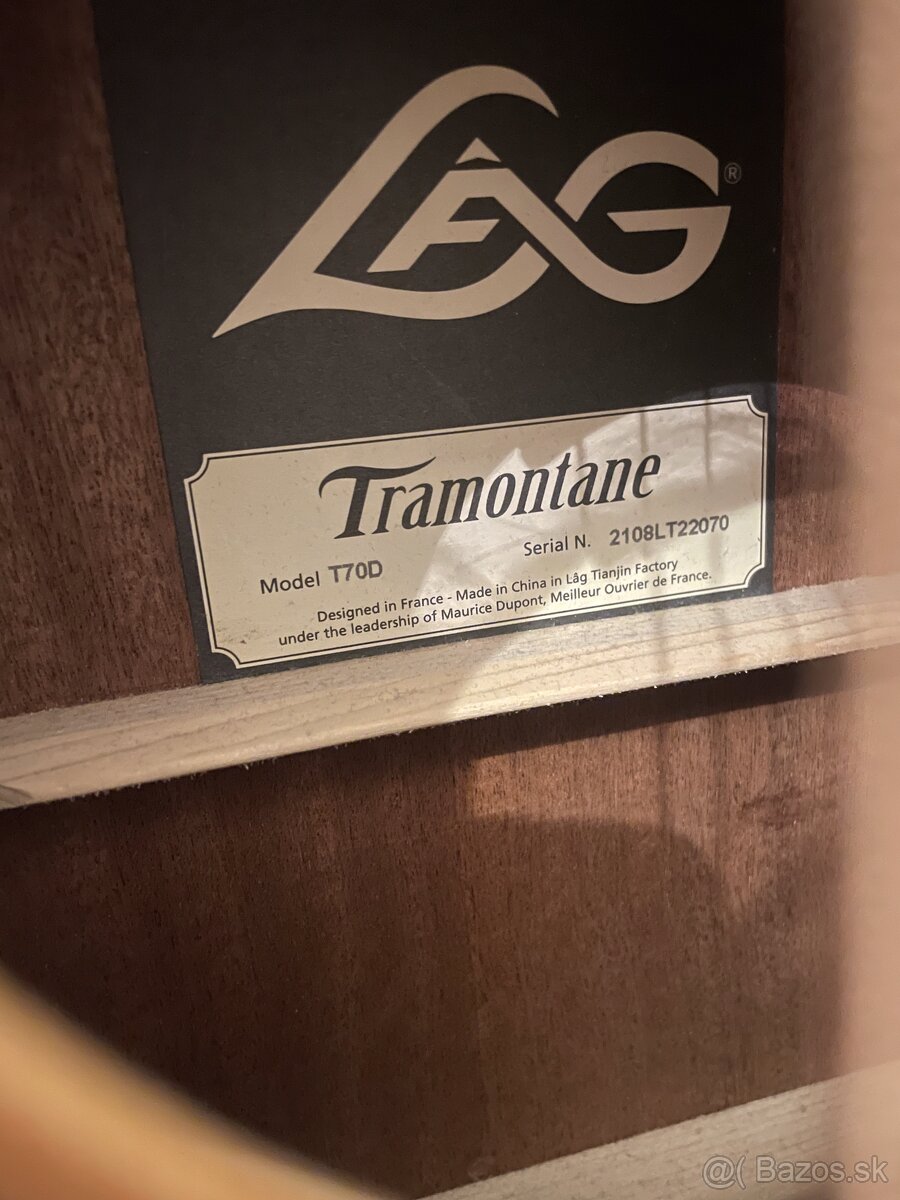 LÂG®
Tramontane
Model T70D Serial N. 2108LT22070
Designed in France - Made in China in Lâg Tianjin Factory
under the leadership of Maurice Dupont, Meilleur Ouvrier de France.
@( Bazos.sk